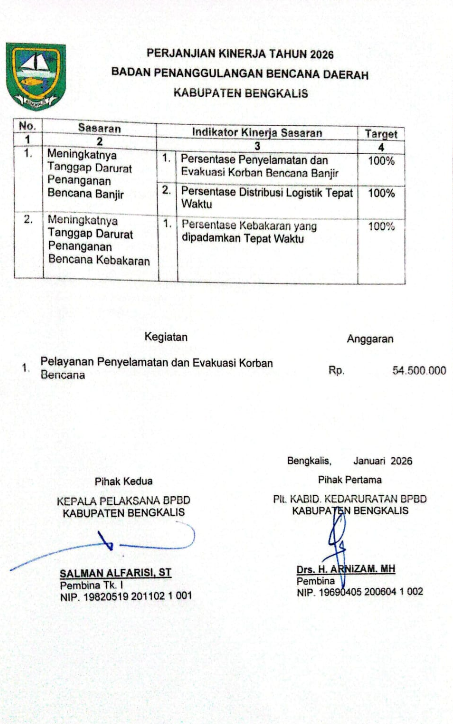 PERJANJIAN KINERJA TAHUN 2026
BADAN PENANGGULANGAN BENCANA DAERAH
KABUPATEN BENGKALIS
BENGKALIS
No. Sasaran Indikator Kinerja Sasaran Target
1 2 3 4
1. Meningkatnya Tanggap Darurat Penanganan Bencana Banjir
1. Persentase Penyelamatan dan Evakuasi Korban Bencana Banjir 100%
2. Persentase Distribusi Logistik Tepat Waktu 100%
2. Meningkatnya Tanggap Darurat Penanganan Bencana Kebakaran
1. Persentase Kebakaran yang dipadamkan Tepat Waktu 100%
Kegiatan Anggaran
1. Pelayanan Penyelamatan dan Evakuasi Korban Bencana Rp. 54.500.000
Bengkalis, Januari 2026
Pihak Kedua
KEPALA PELAKSANA BPBD
KABUPATEN BENGKALIS
SALMAN ALFARISI, ST
Pembina Tk. I
NIP. 19820519 201102 1 001
Pihak Pertama
Plt. KABID. KEDARURATAN BPBD
KABUPATEN BENGKALIS
Drs. H. ARNIZAM. MH
Pembina
NIP. 19690405 200604 1 002